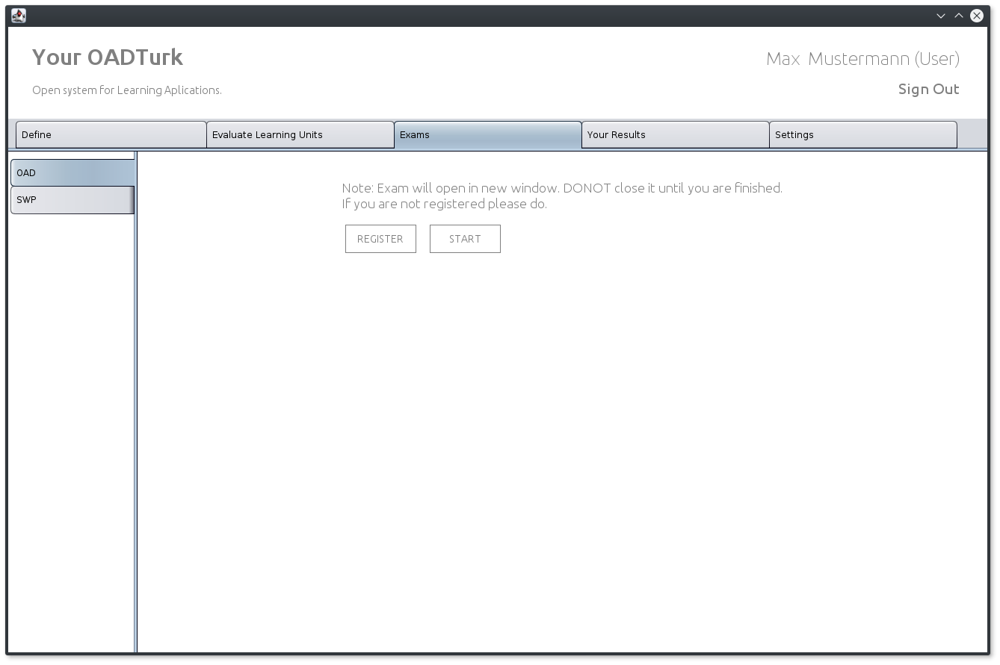 Your OADTurk
Max Mustermann (User)
Open system for Learning Aplications.
Sign Out
Define
Evaluate Learning Units
Exams
Your Results
Settings
OAD
SWP
Note: Exam will open in new window. DONOT close it until you are finished.
If you are not registered please do.
REGISTER
START